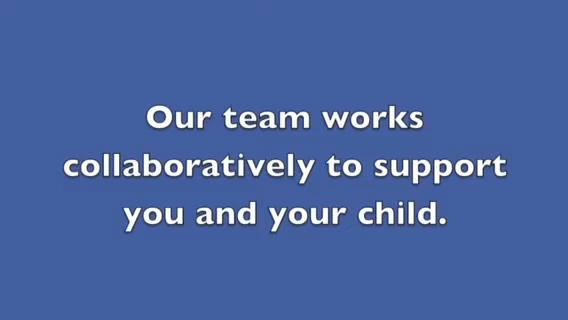 Our team works
collaboratively to support
you and your child.